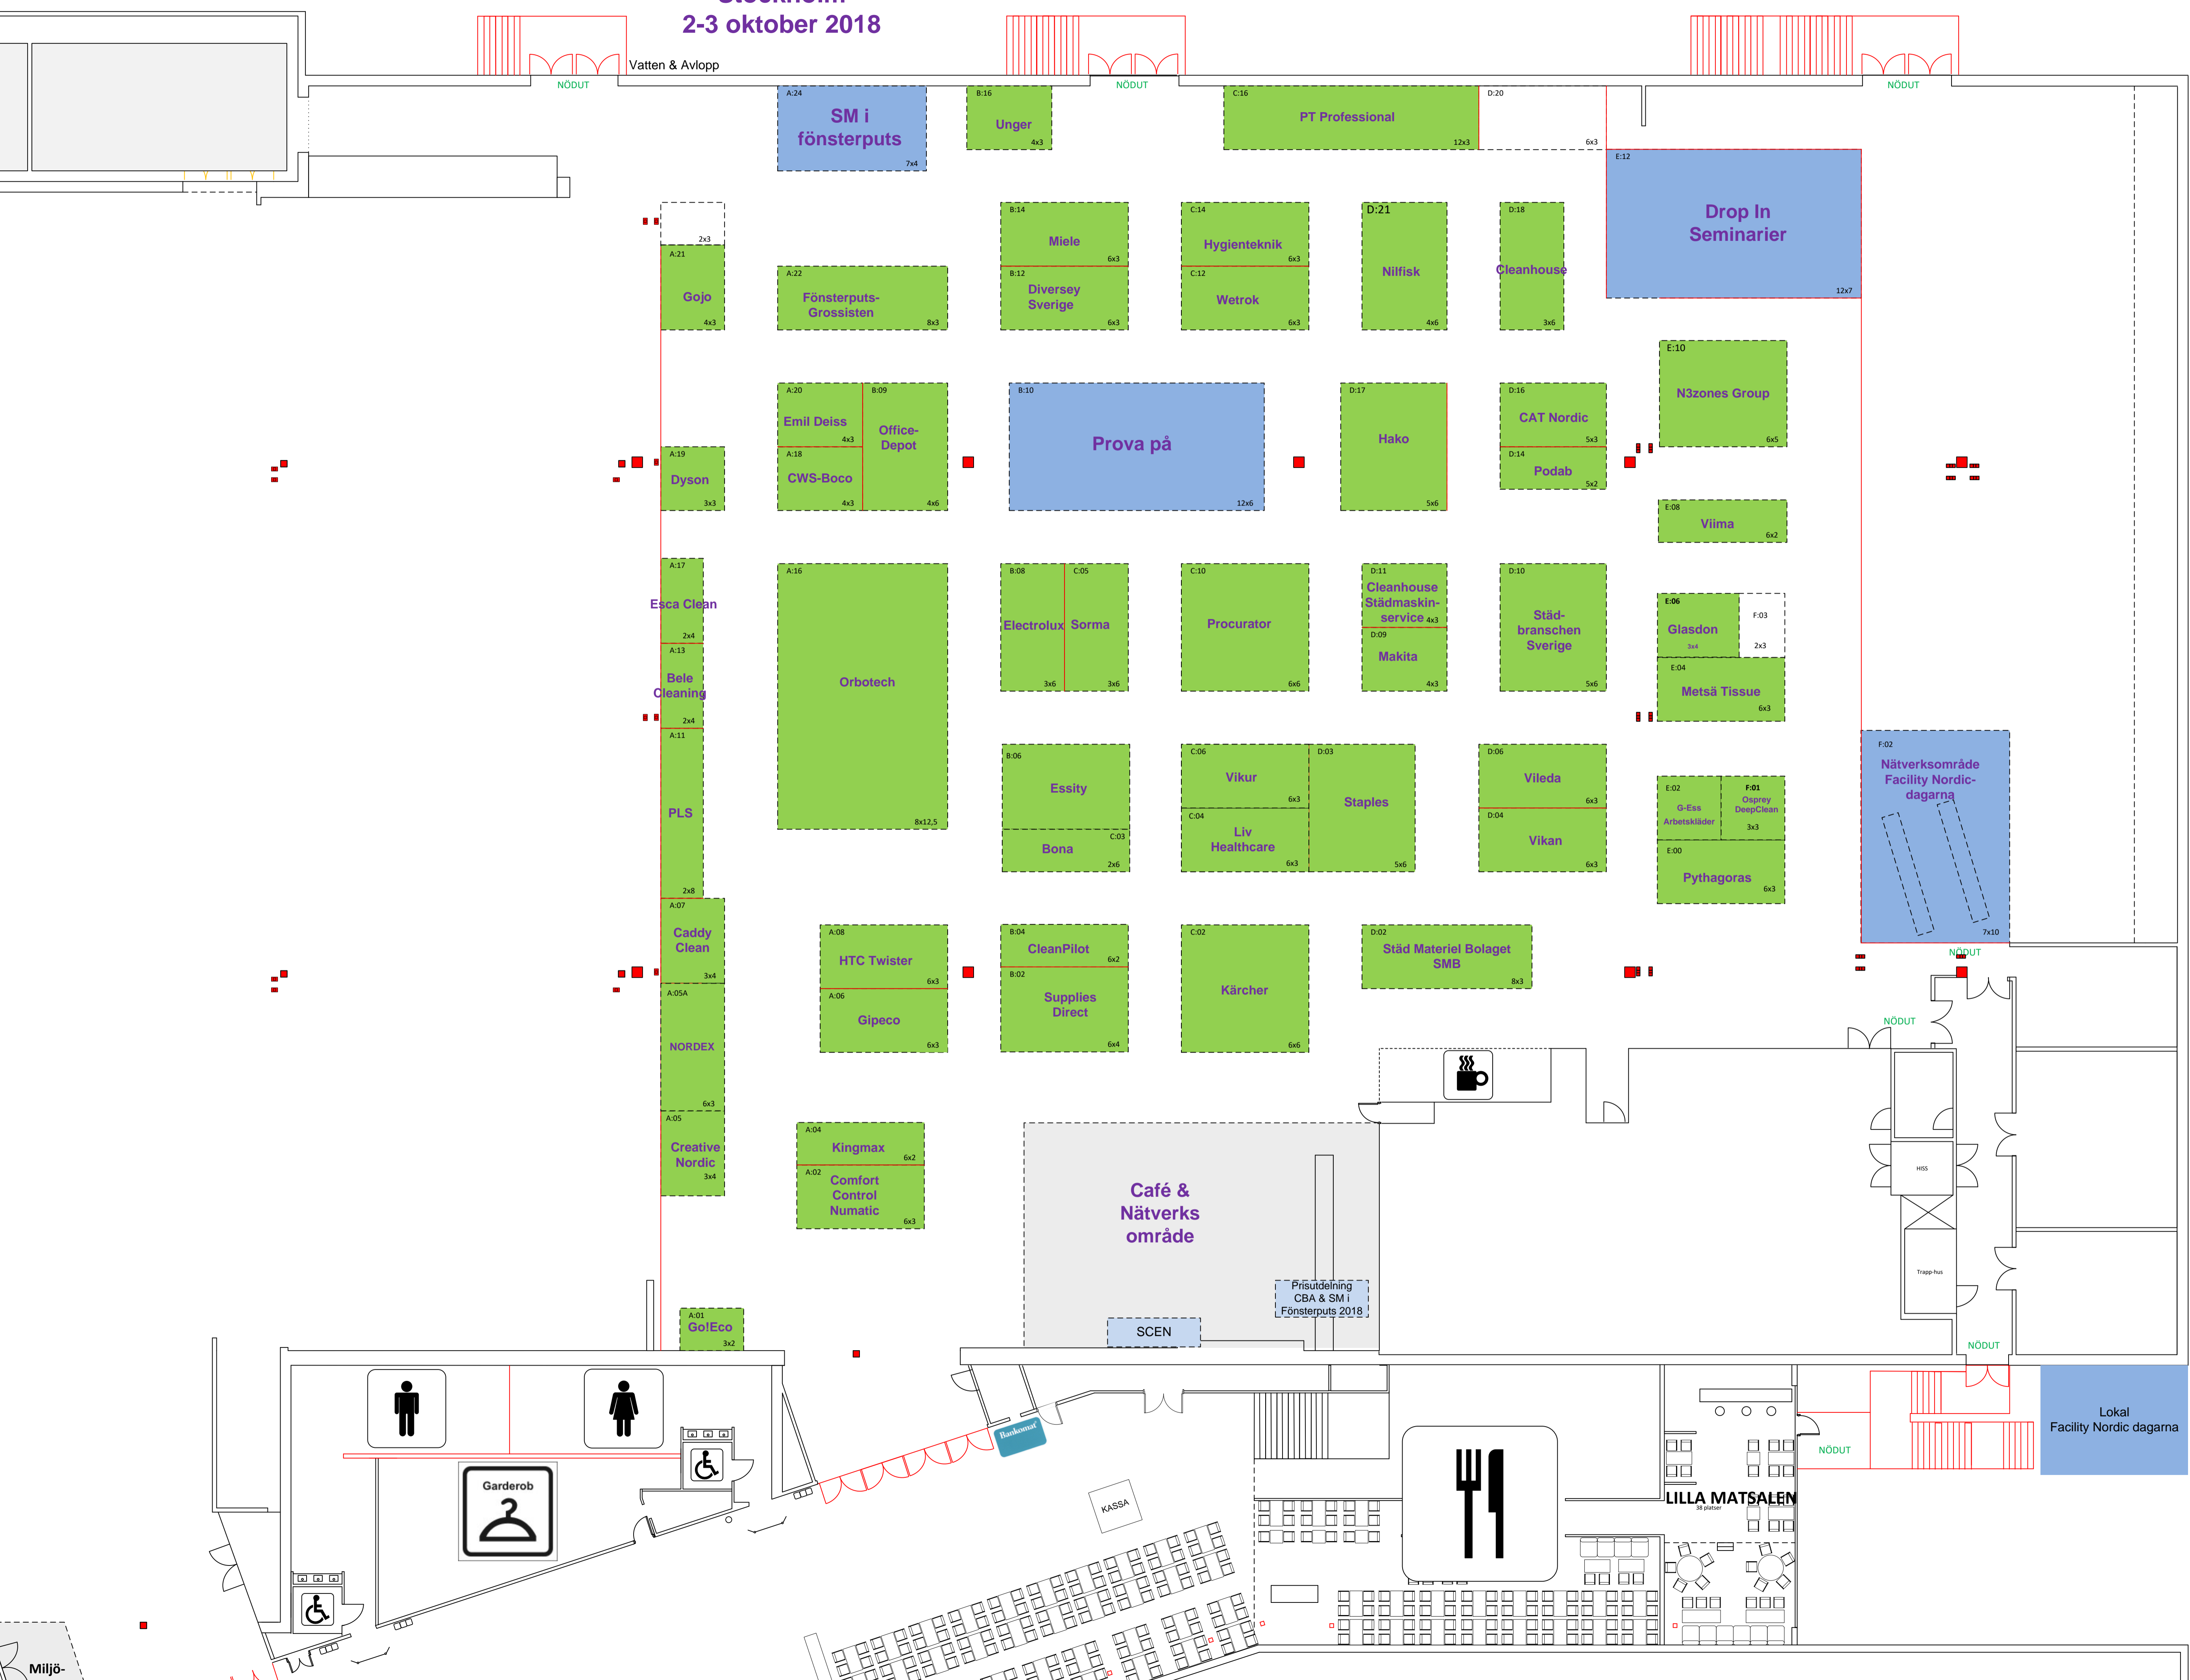 Stockholm
2-3 oktober 2018
Vatten & Avlopp
NÖDUT
NÖDUT
NÖDUT
A:24
SM i
fönsterputs
7x4
B:16
Unger
4x3
C:16
PT Professional
12x3
D:20
6x3
E:12
Drop In
Seminarier
12x7
2x3
A:21
Gojo
4x3
A:22
Fönsterputs-
Grossisten
8x3
B:14
Miele
6x3
B:12
Diversey
Sverige
6x3
C:14
Hygienteknik
6x3
C:12
Wetrok
6x3
D:21
Nilfisk
4x6
D:18
Cleanhouse
3x6
E:10
N3zones Group
6x5
A:19
Dyson
3x3
A:20
Emil Deiss
4x3
A:18
CWS-Boco
4x3
B:09
Office-
Depot
4x6
B:10
Prova på
12x6
D:17
Hako
5x6
D:16
CAT Nordic
5x3
D:14
Podab
5x2
E:08
Viima
6x2
A:17
Esca Clean
2x4
A:13
Bele
Cleaning
2x4
A:11
PLS
2x8
A:16
Orbotech
8x12,5
B:08
Electrolux
3x6
C:05
Sorma
3x6
C:10
Procurator
6x6
D:11
Cleanhouse
Städmaskin-
service
4x3
D:09
Makita
4x3
D:10
Städ-
branschen
Sverige
5x6
E:06
Glasdon
3x4
F:03
2x3
E:04
Metsä Tissue
6x3
B:06
Essity
C:03
Bona
2x6
C:06
Vikur
6x3
C:04
Liv
Healthcare
6x3
D:03
Staples
5x6
D:06
Vileda
6x3
D:04
Vikan
6x3
E:02
G-Ess
Arbetskläder
F:01
Osprey
DeepClean
3x3
E:00
Pythagoras
6x3
F:02
Nätverksområde
Facility Nordic-
dagarna
7x10
NÖDUT
A:07
Caddy
Clean
3x4
A:05A
NORDEX
6x3
A:05
Creative
Nordic
3x4
A:08
HTC Twister
6x3
A:06
Gipeco
6x3
B:04
CleanPilot
6x2
B:02
Supplies
Direct
6x4
C:02
Kärcher
6x6
D:02
Städ Materiel Bolaget
SMB
8x3
NÖDUT
A:04
Kingmax
6x2
A:02
Comfort
Control
Numatic
6x3
Café &
Nätverks
område
HISS
Trapp-hus
Prisutdelning
CBA & SM i
Fönsterputs 2018
SCEN
A:01
Go!Eco
3x2
NÖDUT
Bankomat
Lokal
Facility Nordic dagarna
NÖDUT
Garderob
KASSA
LILLA MATSALEN
38 platser
Miljö-